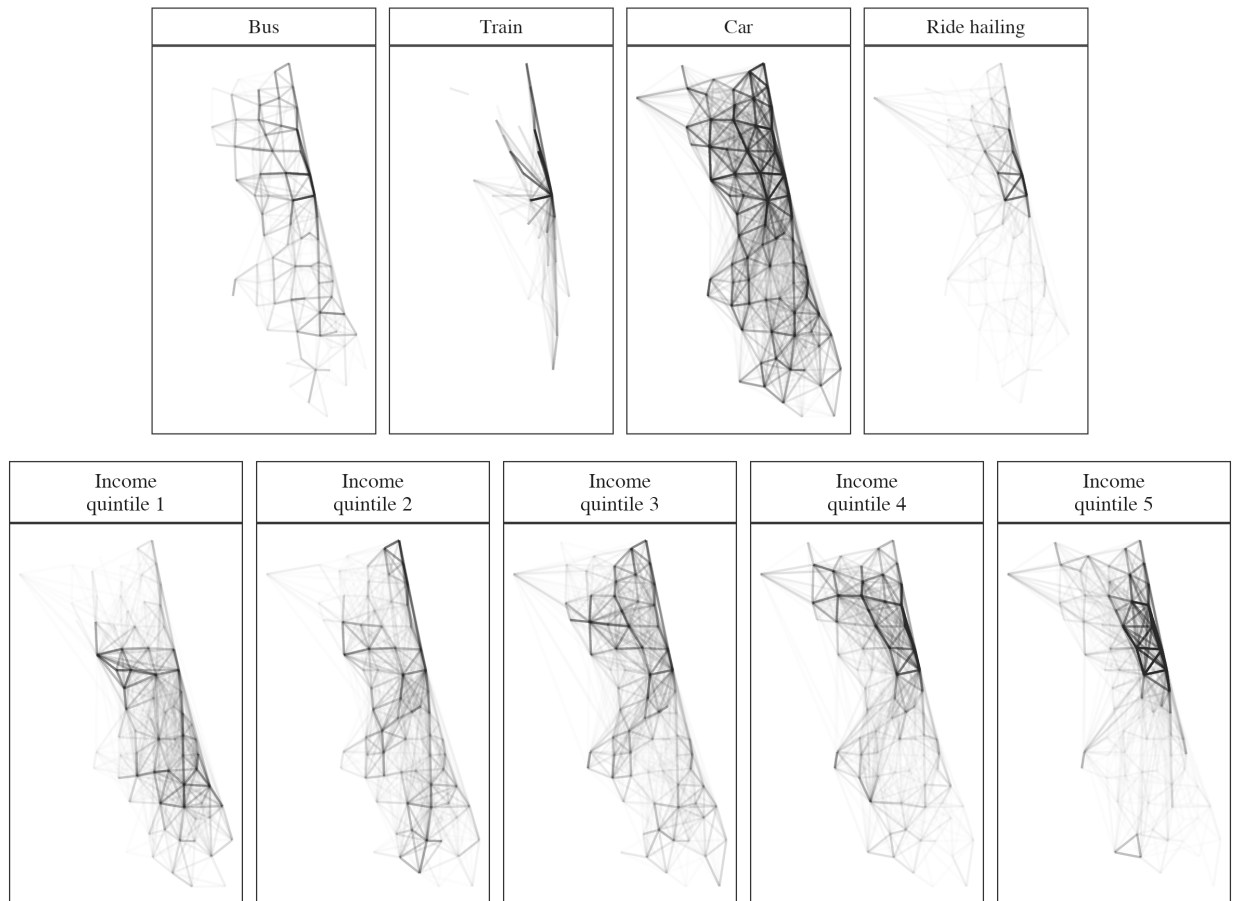 Bus
Train
Car
Ride hailing
Income
quintile 1
Income
quintile 2
Income
quintile 3
Income
quintile 4
Income
quintile 5